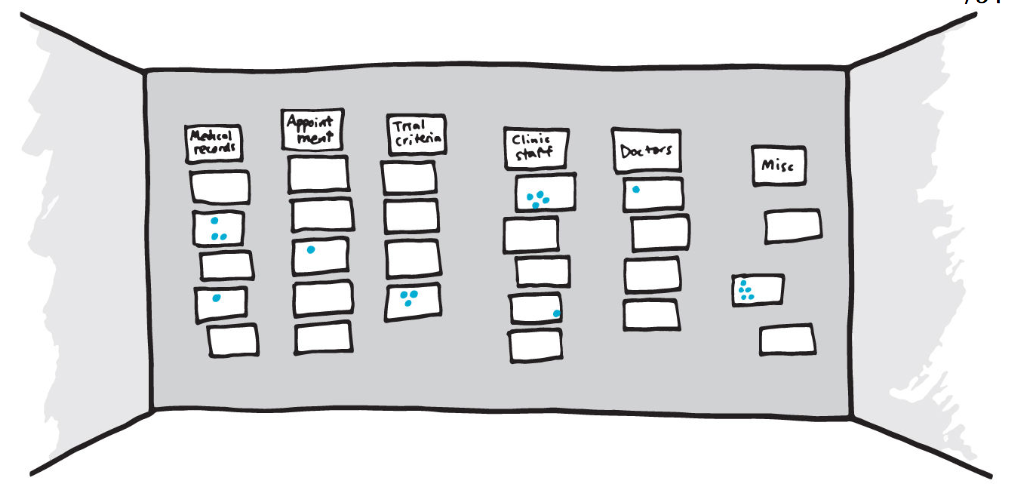 Medical
records
Appoint
ment
Trial
criteria
Clinic
staff
Doctors
Misc